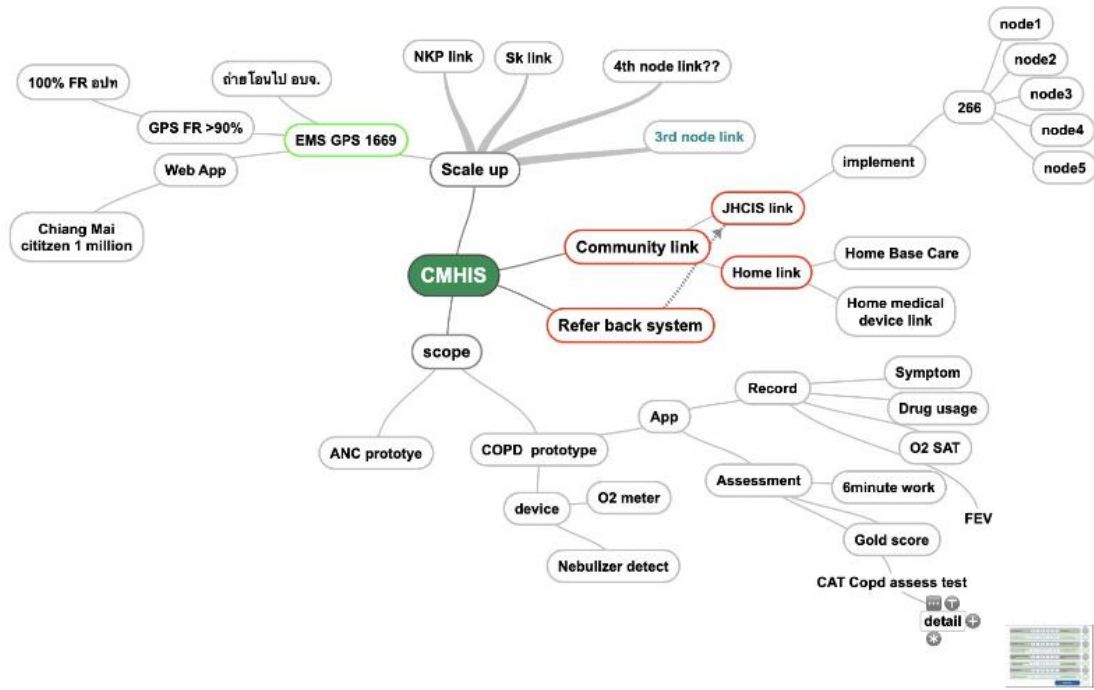 node1
NKP link
Sk link
node2
4th node link??
100% FR อปท
ถ่ายโอนไป อบจ.
node3
266
GPS FR >90%
EMS GPS 1669
3rd node link
node4
Web App
Scale up
implement
node5
JHCIS link
Chiang Mai
cititzen 1 million
Community link
Home Base Care
CMHIS
Home link
Home medical
device link
Refer back system
scope
Symptom
Record
Drug usage
App
ANC prototye
COPD prototype
O2 SAT
Assessment
6minute work
O2 meter
device
FEV
Gold score
Nebulizer detect
CAT Copd assess test
detail